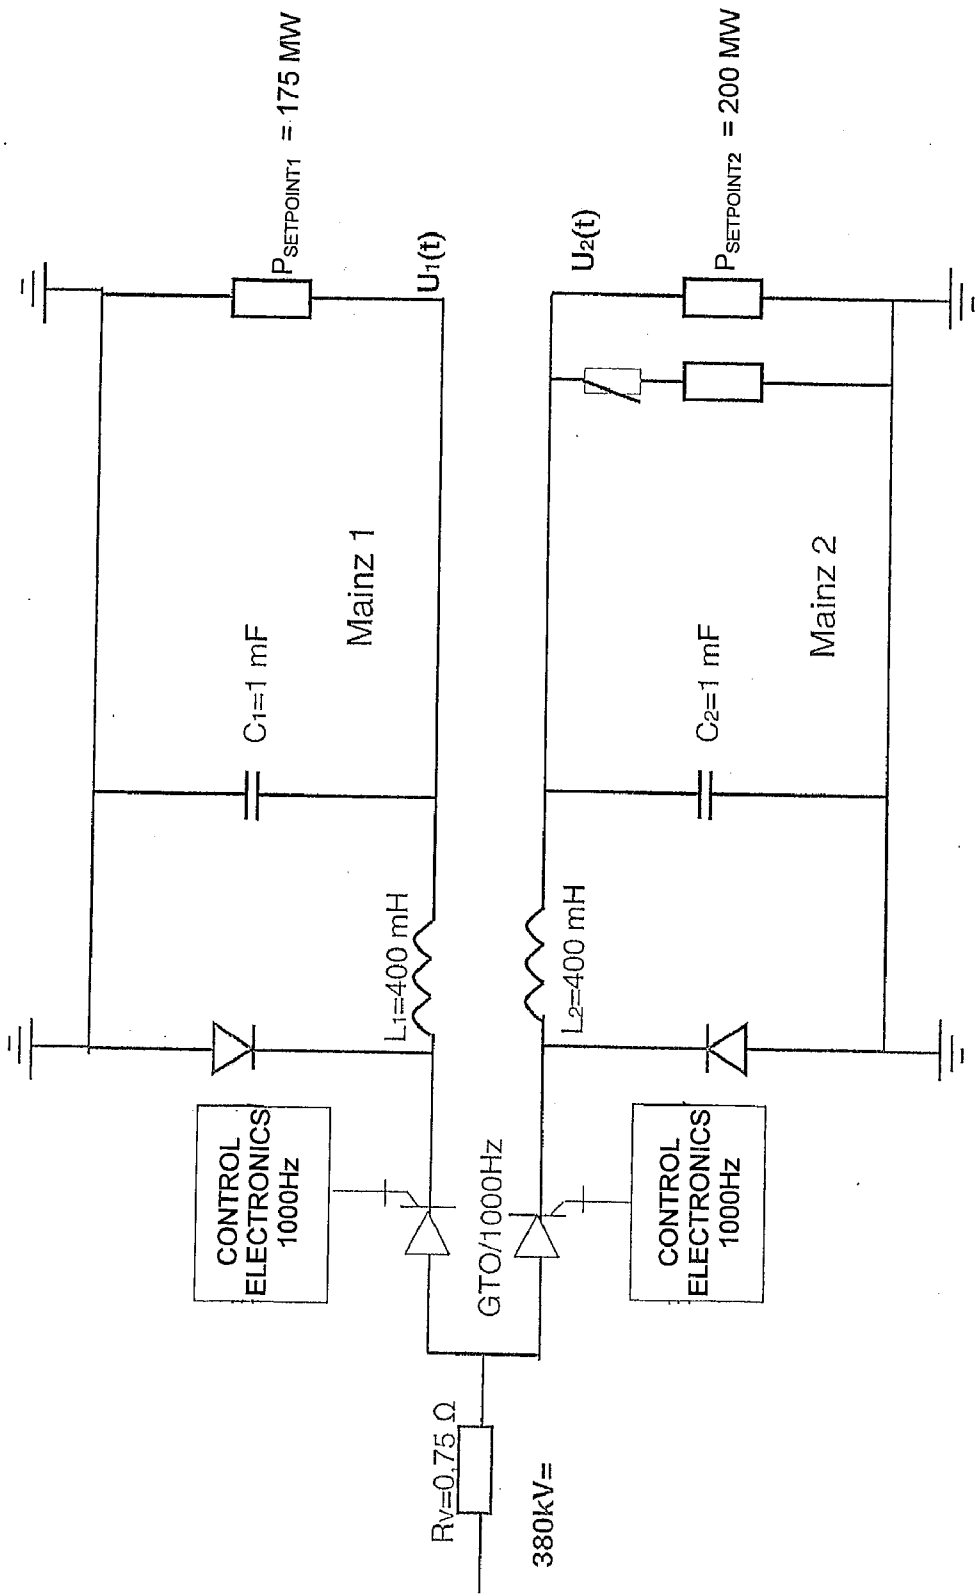 380kV=
Rv=0,75 Ω
CONTROL
ELECTRONICS
1000Hz
GTO/1000Hz
CONTROL
ELECTRONICS
1000Hz
L1=400 mH
L2=400 mH
C1=1 mF
C2=1 mF
Mainz 1
Mainz 2
U1(t)
U2(t)
PSETPOINT1 = 175 MW
PSETPOINT2 = 200 MW